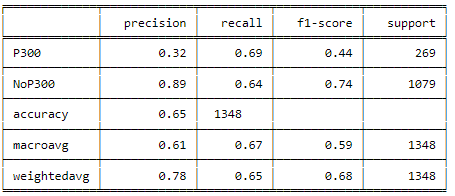 precision recall f1-score support
P300 0.32 0.69 0.44 269
NoP300 0.89 0.64 0.74 1079
accuracy 0.65 1348
macroavg 0.61 0.67 0.59 1348
weightedavg 0.78 0.65 0.68 1348